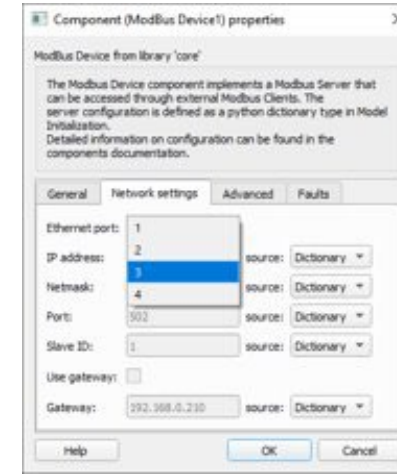 Component (ModBus Device1) properties
ModBus Device from library 'core'
The Modbus Device component implements a Modbus Server that
can be accessed through external Modbus Clients. The
server configuration is defined as a python dictionary type in Model
Initialization.
Detailed information on configuration can be found in the
components documentation.
General Network settings Advanced Faults
Ethernet port: 1
2
IP address: source: Dictionary
3
Netmask: source: Dictionary
4
Port: 502 source: Dictionary
Slave ID: 1 source: Dictionary
Use gateway:
Gateway: 192.168.0.210 source: Dictionary
Help OK Cancel